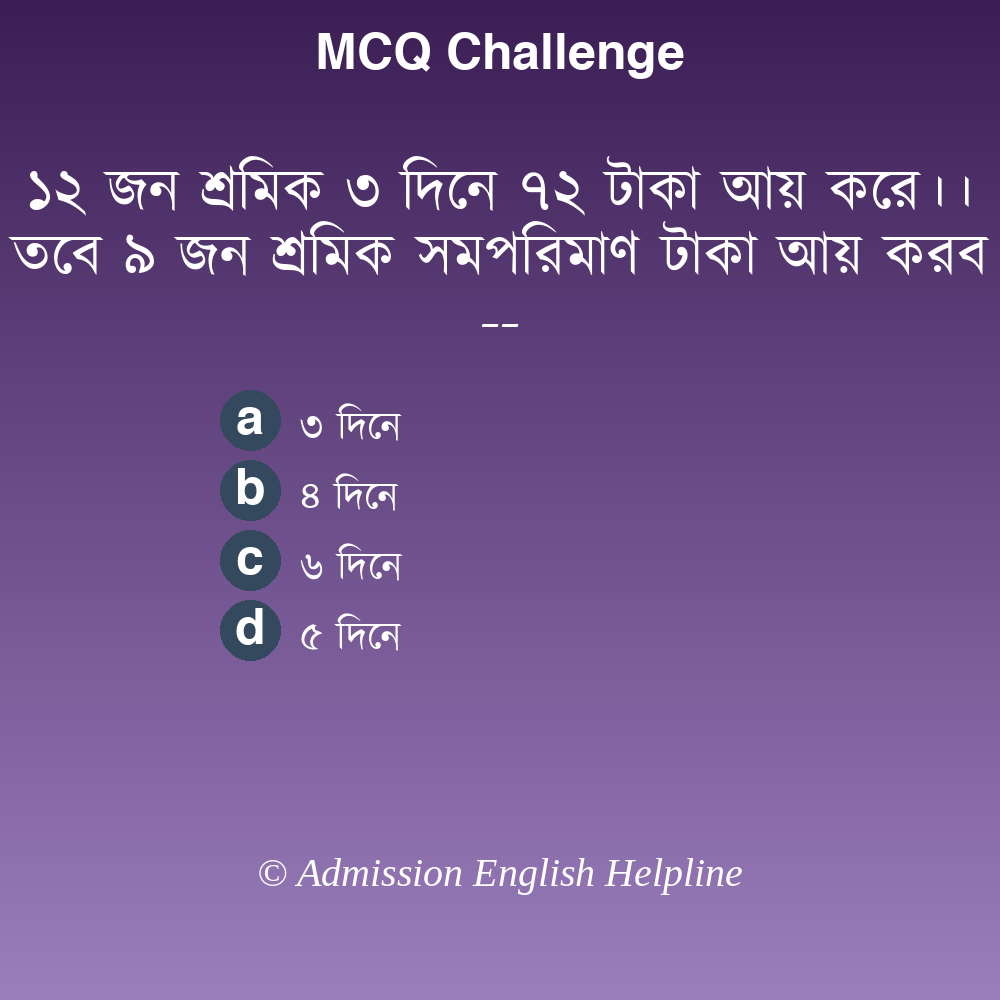 MCQ Challenge
১২ জন শ্রমিক ৩ দিনে ৭২ টাকা আয় করে।।
তবে ৯ জন শ্রমিক সমপরিমাণ টাকা আয় করব
--
a ৩ দিনে
b ৪ দিনে
c ৬ দিনে
d ৫ দিনে
© Admission English Helpline